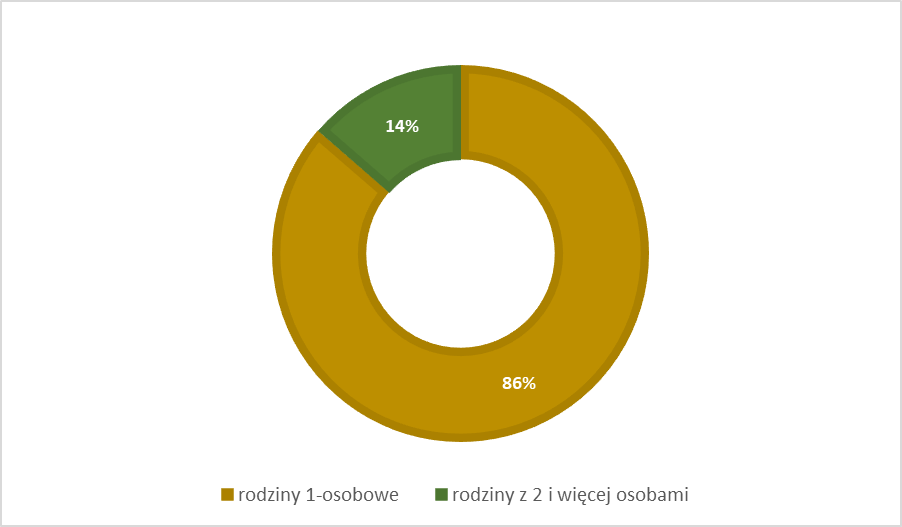 14%
86%
rodziny 1-osobowe
rodziny z 2 i więcej osobami